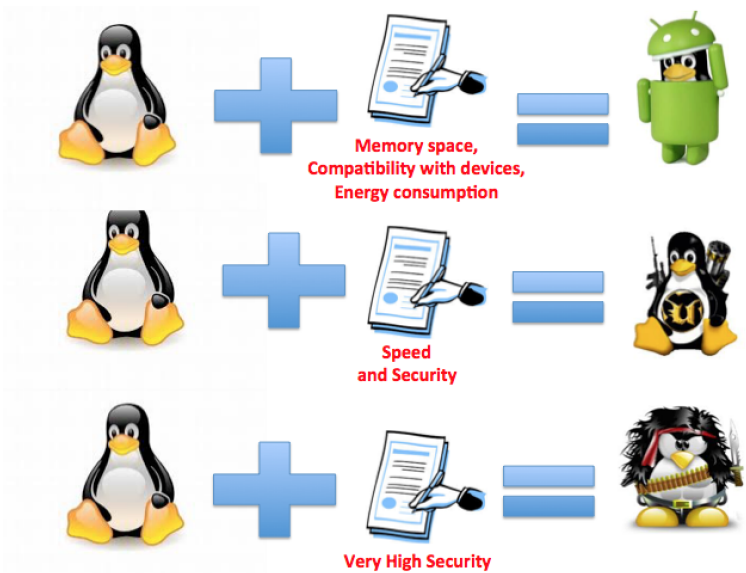 Memory space,
Compatibility with devices,
Energy consumption
Speed
and Security
Very High Security